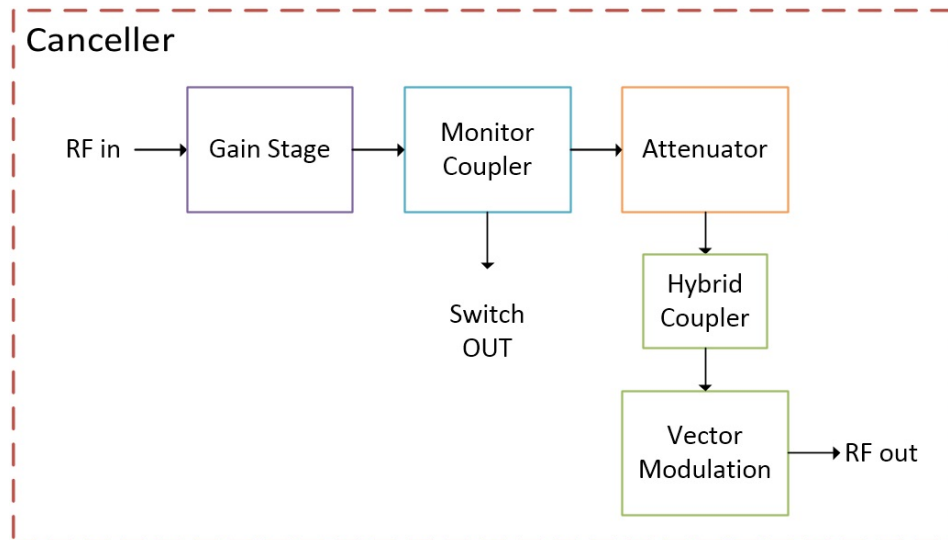 Canceller
RF in
Gain Stage
Monitor
Coupler
Attenuator
Switch
OUT
Hybrid
Coupler
Vector
Modulation
RF out